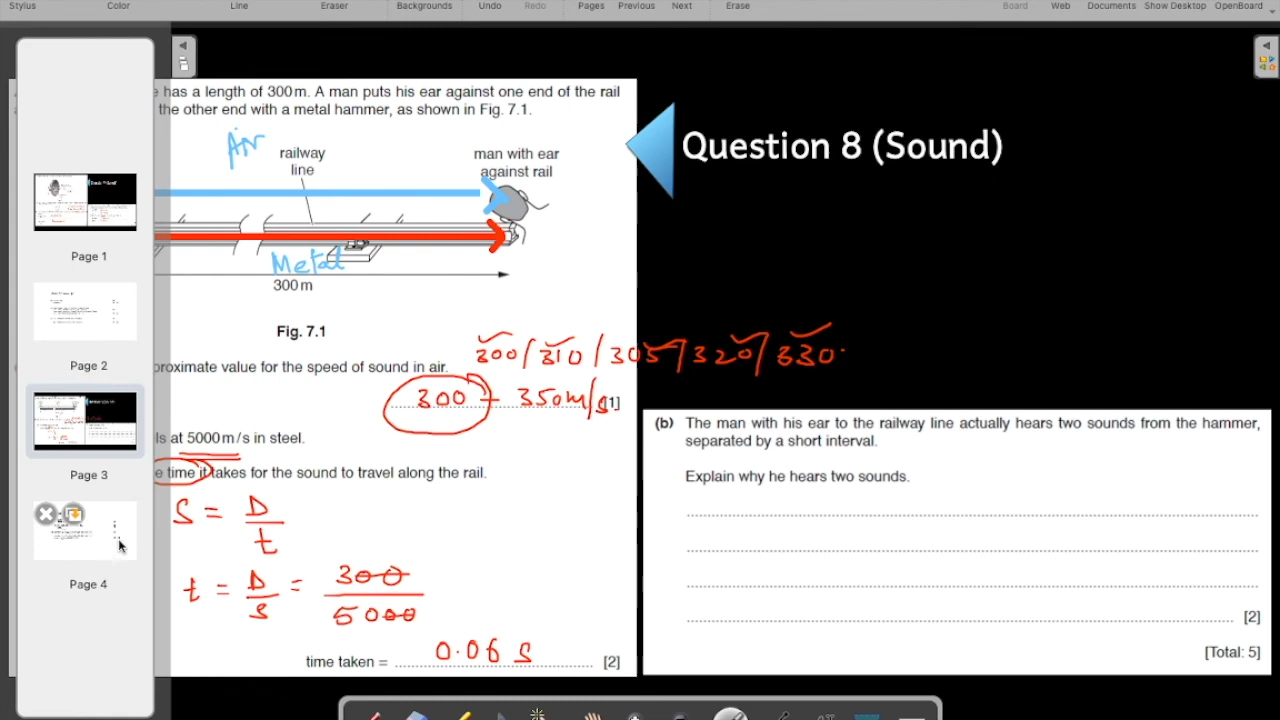 Stylus Color Line Eraser Backgrounds Undo Redo Pages Previous Next Erase Board Web Documents Show Desktop OpenBoard
Page 1
Page 2
Page 3
Page 4
has a length of 300 m. A man puts his ear against one end of the rail
the other end with a metal hammer, as shown in Fig. 7.1.
Air
railway
line
man with ear
against rail
Metal
300 m
Fig. 7.1
Question 8 (Sound)
300 / 310 / 305 / 320 / 330
proximate value for the speed of sound in air.
300 - 350 m/s [1]
ls at 5000 m/s in steel.
e time it takes for the sound to travel along the rail.
S = D/t
t = D/S = 300/5000
time taken = 0.06 S [2]
(b) The man with his ear to the railway line actually hears two sounds from the hammer,
separated by a short interval.
Explain why he hears two sounds.
[2]
[Total: 5]